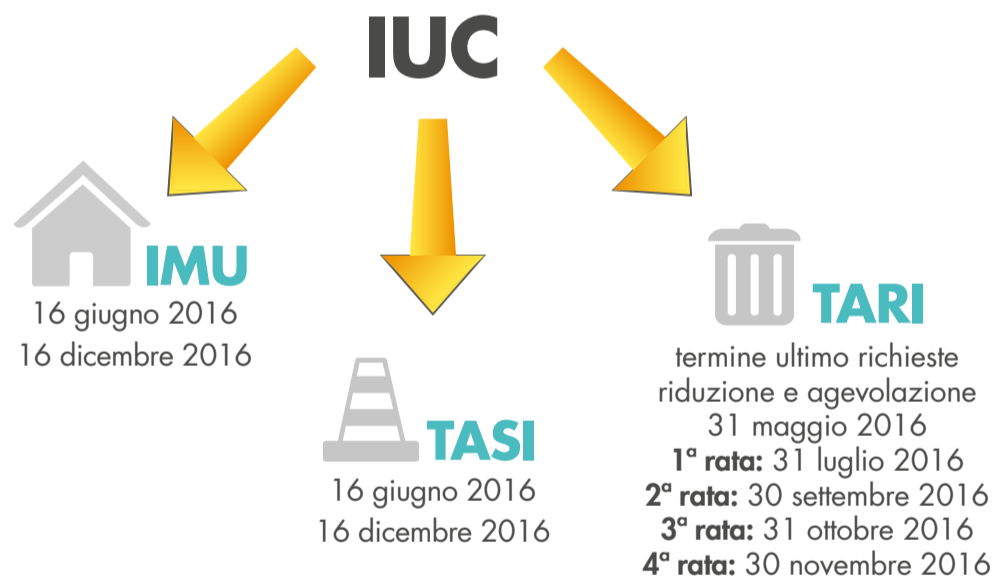 IUC
IMU
16 giugno 2016
16 dicembre 2016
TASI
16 giugno 2016
16 dicembre 2016
TARI
termine ultimo richieste
riduzione e agevolazione
31 maggio 2016
1ª rata: 31 luglio 2016
2ª rata: 30 settembre 2016
3ª rata: 31 ottobre 2016
4ª rata: 30 novembre 2016